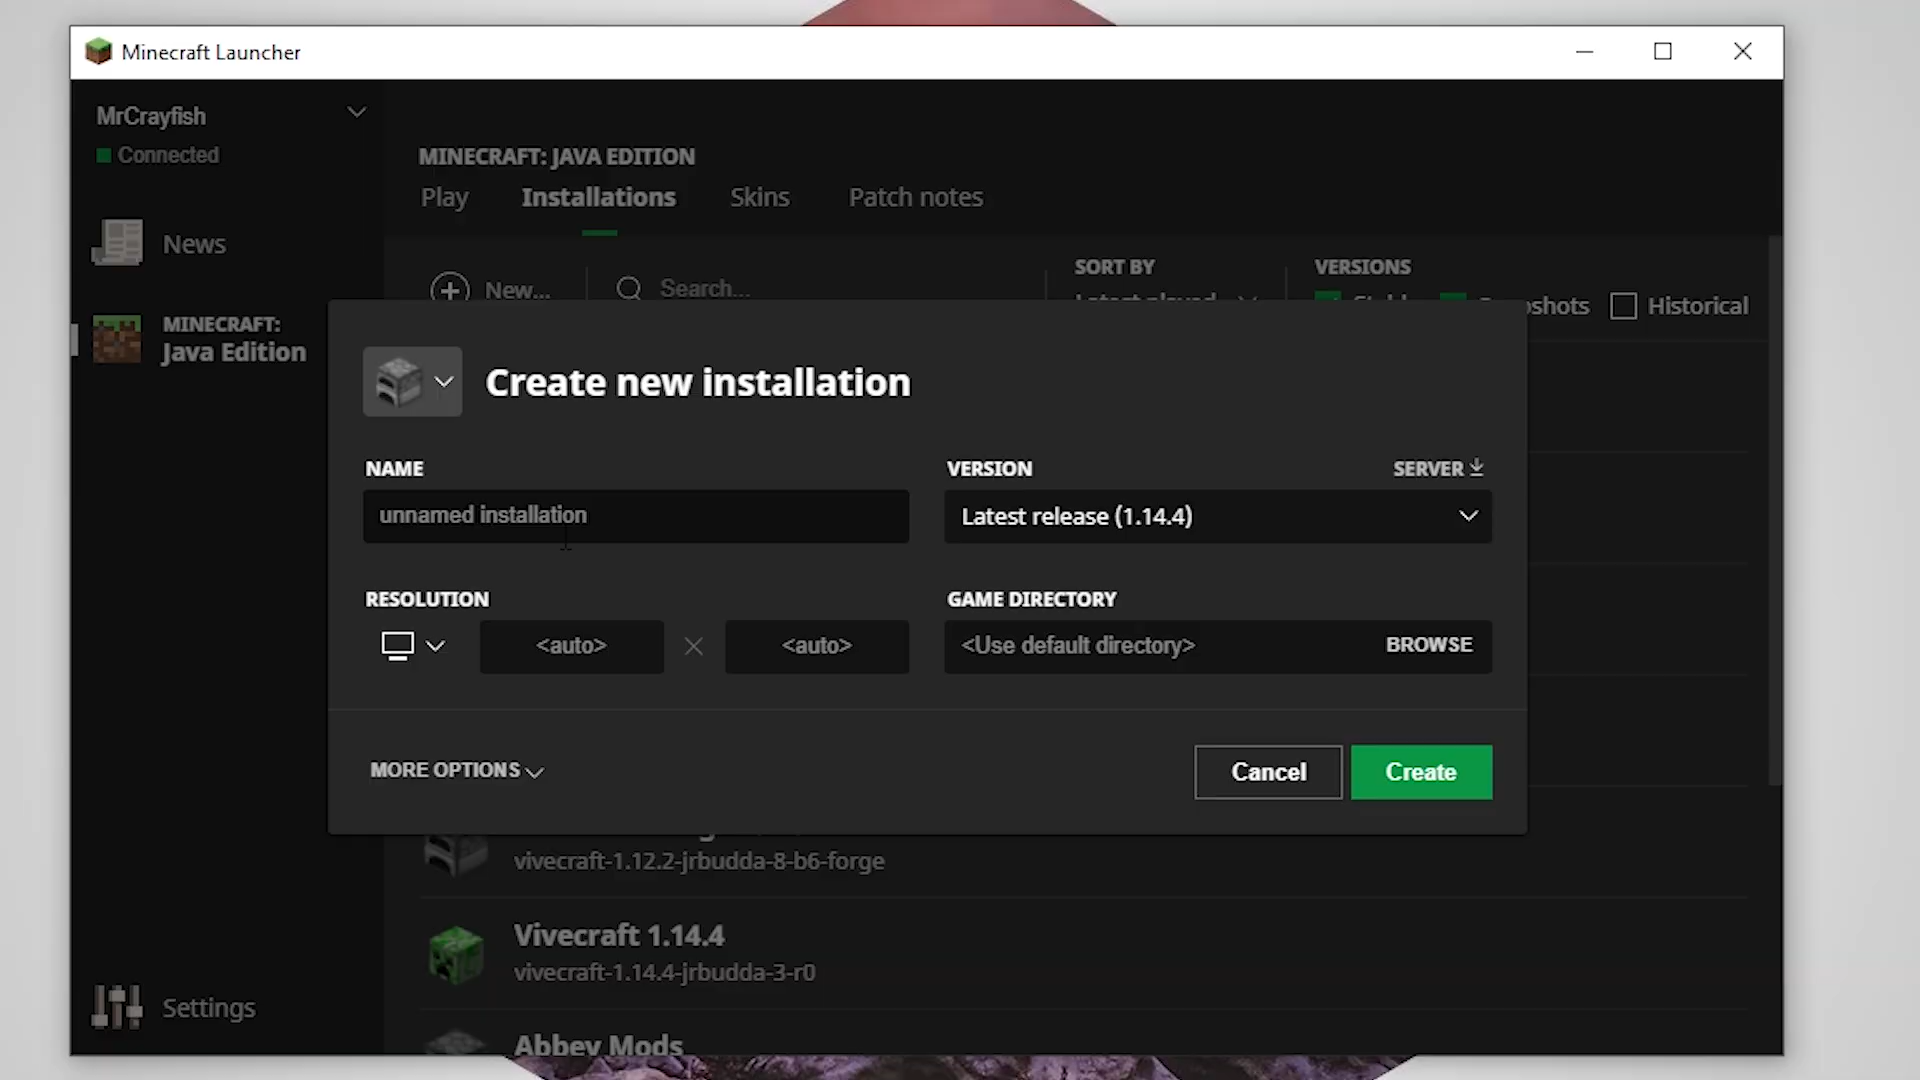 Minecraft Launcher
MrCrayfish
Connected
News
MINECRAFT:
Java Edition
Settings
MINECRAFT: JAVA EDITION
Play Installations Skins Patch notes
New... Search...
SORT BY
VERSIONS
Historical
Create new installation
NAME
unnamed installation
VERSION SERVER
Latest release (1.14.4)
RESOLUTION
<auto> <auto>
GAME DIRECTORY
<Use default directory> BROWSE
MORE OPTIONS
Cancel Create
vivecraft-1.12.2-jrbudda-8-b6-forge
Vivecraft 1.14.4
vivecraft-1.14.4-jrbudda-3-r0
Abbey Mods